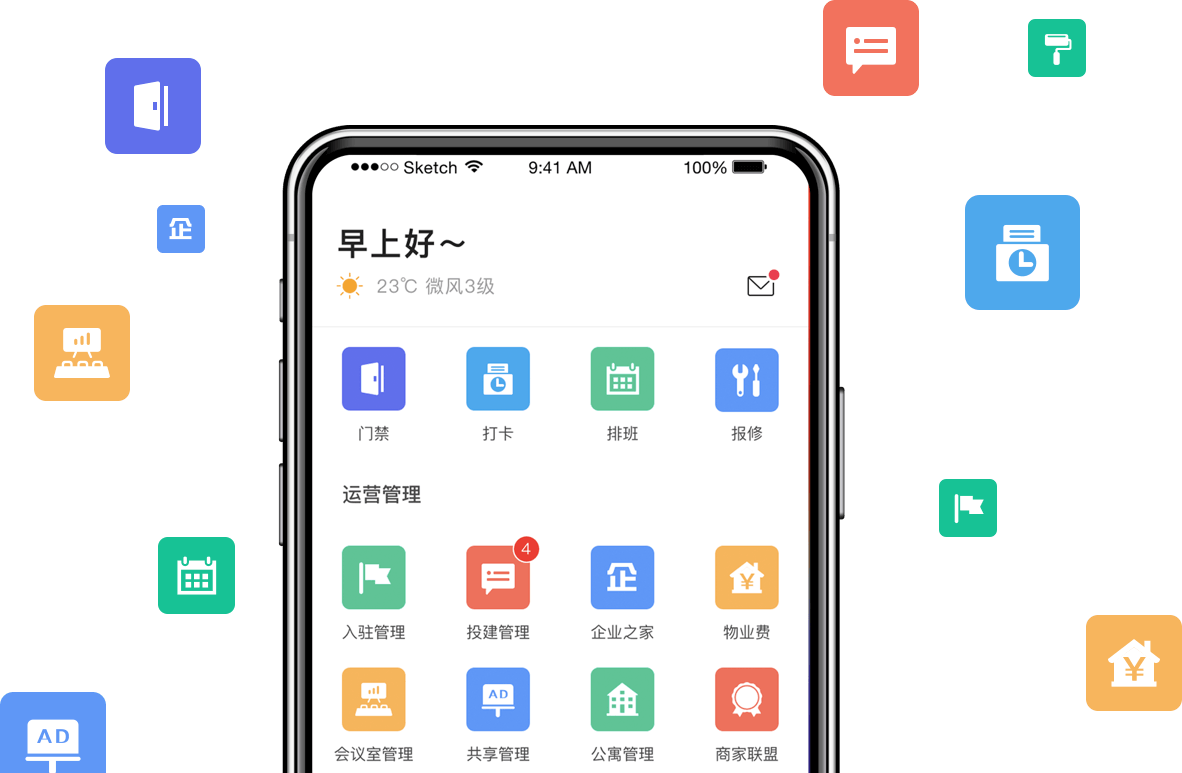 ●●●○○ Sketch 9:41 AM 100%
早上好～
23℃ 微风3级
门禁 打卡 排班 报修
运营管理
4
企
¥
入驻管理 投建管理 企业之家 物业费
AD
会议室管理 共享管理 公寓管理 商家联盟
企
¥
AD